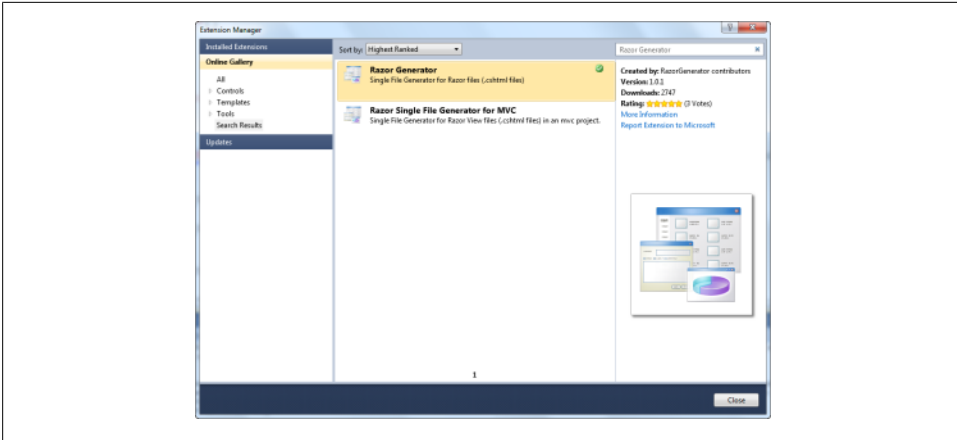 Extension Manager
Installed Extensions
Online Gallery
All
Controls
Templates
Tools
Search Results
Updates
Sort by: Highest Ranked
Razor Generator
Single File Generator for Razor files (.cshtml files)
Razor Single File Generator for MVC
Single File Generator for Razor View files (.cshtml files) in an mvc project.
1
Razor Generator
Created by: RazorGenerator contributors
Version: 1.0.1
Downloads: 2747
Rating: (3 Votes)
More Information
Report Extension to Microsoft
Close